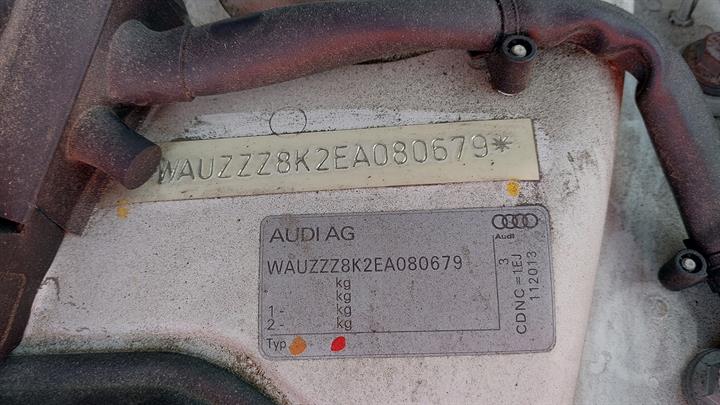 WAUZZZ8K2EA080679*
AUDI AG
Audi
WAUZZZ8K2EA080679
kg
kg
1 - kg
2 - kg
Typ
3
CDNC = 1EJ
112013